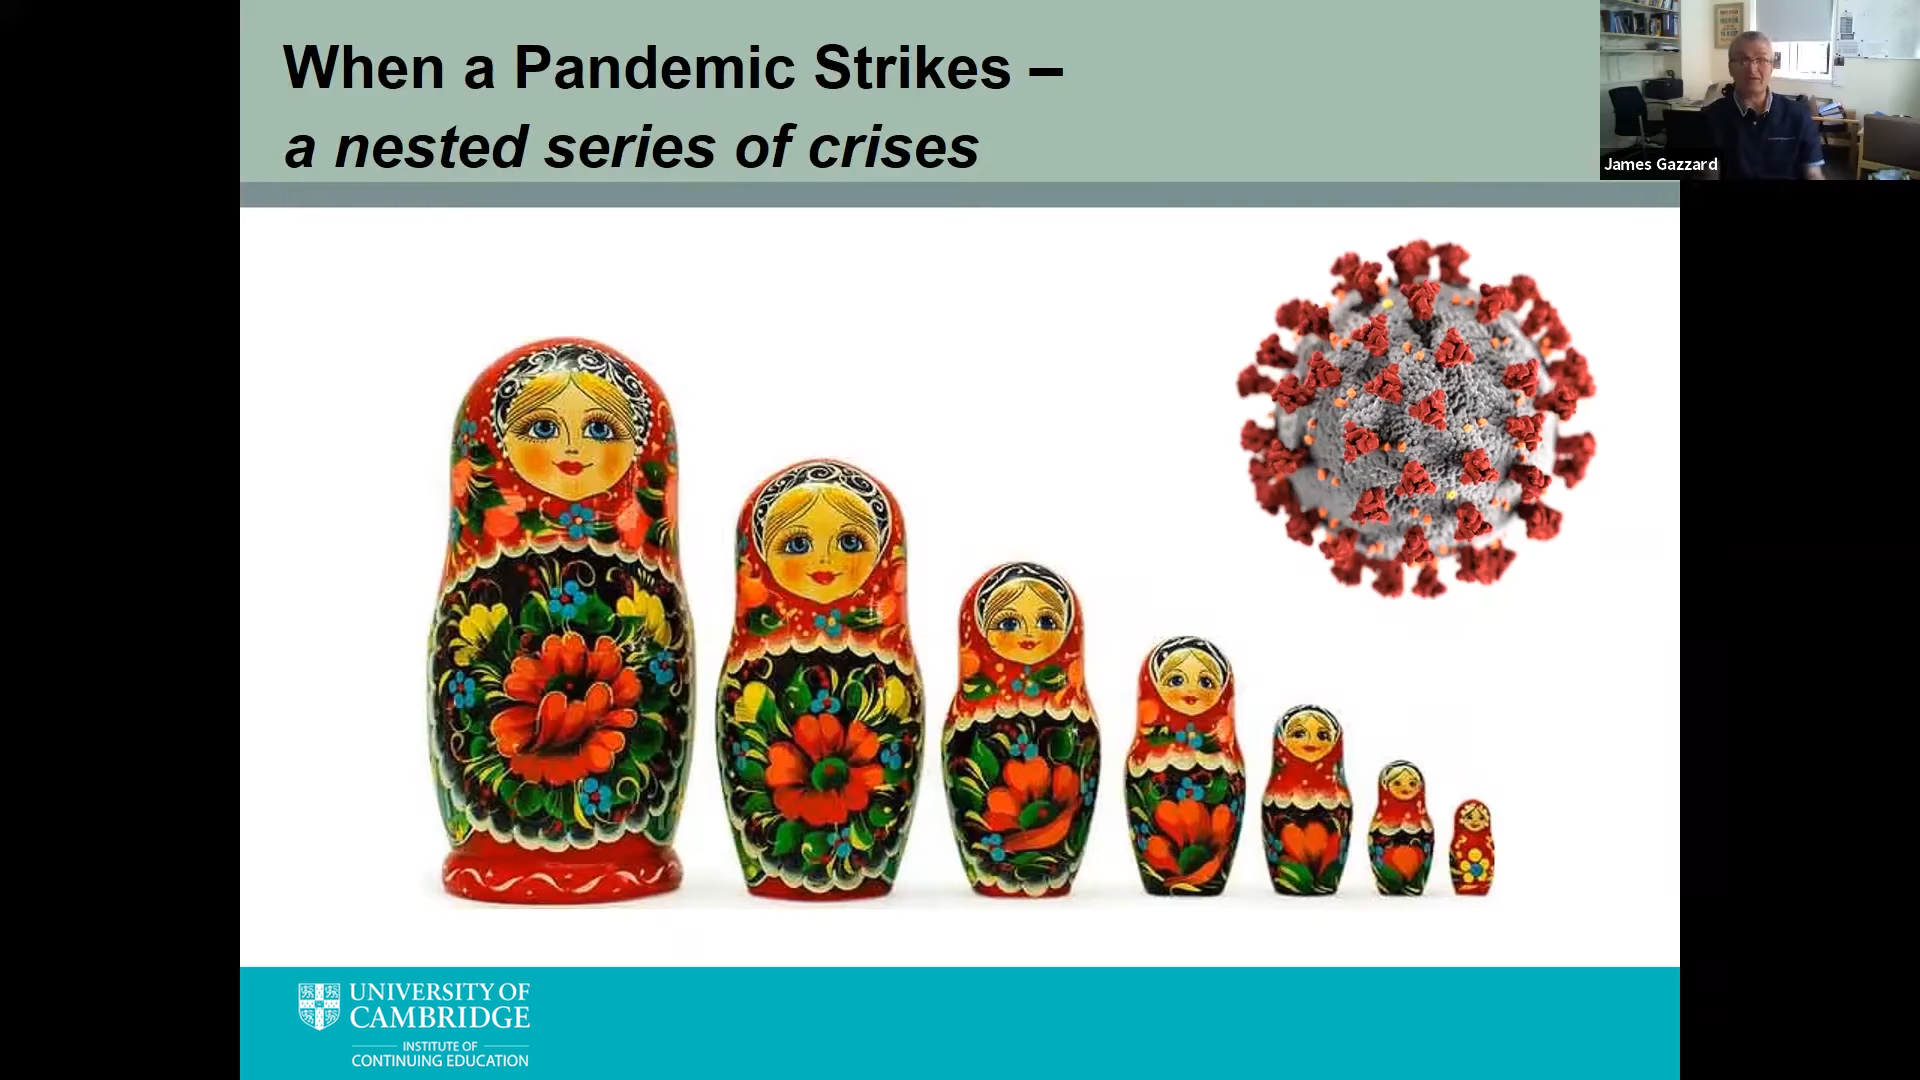 When a Pandemic Strikes –
a nested series of crises
James Gazzard
UNIVERSITY OF
CAMBRIDGE
INSTITUTE OF
CONTINUING EDUCATION